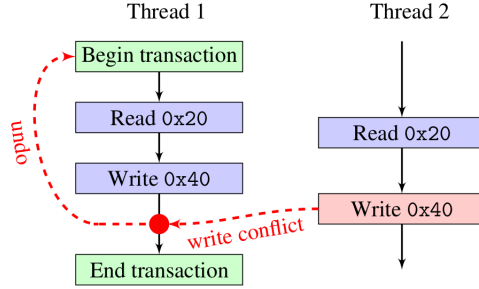 Thread 1
Thread 2
Begin transaction
Read 0x20
Write 0x40
End transaction
Read 0x20
Write 0x40
undo
write conflict